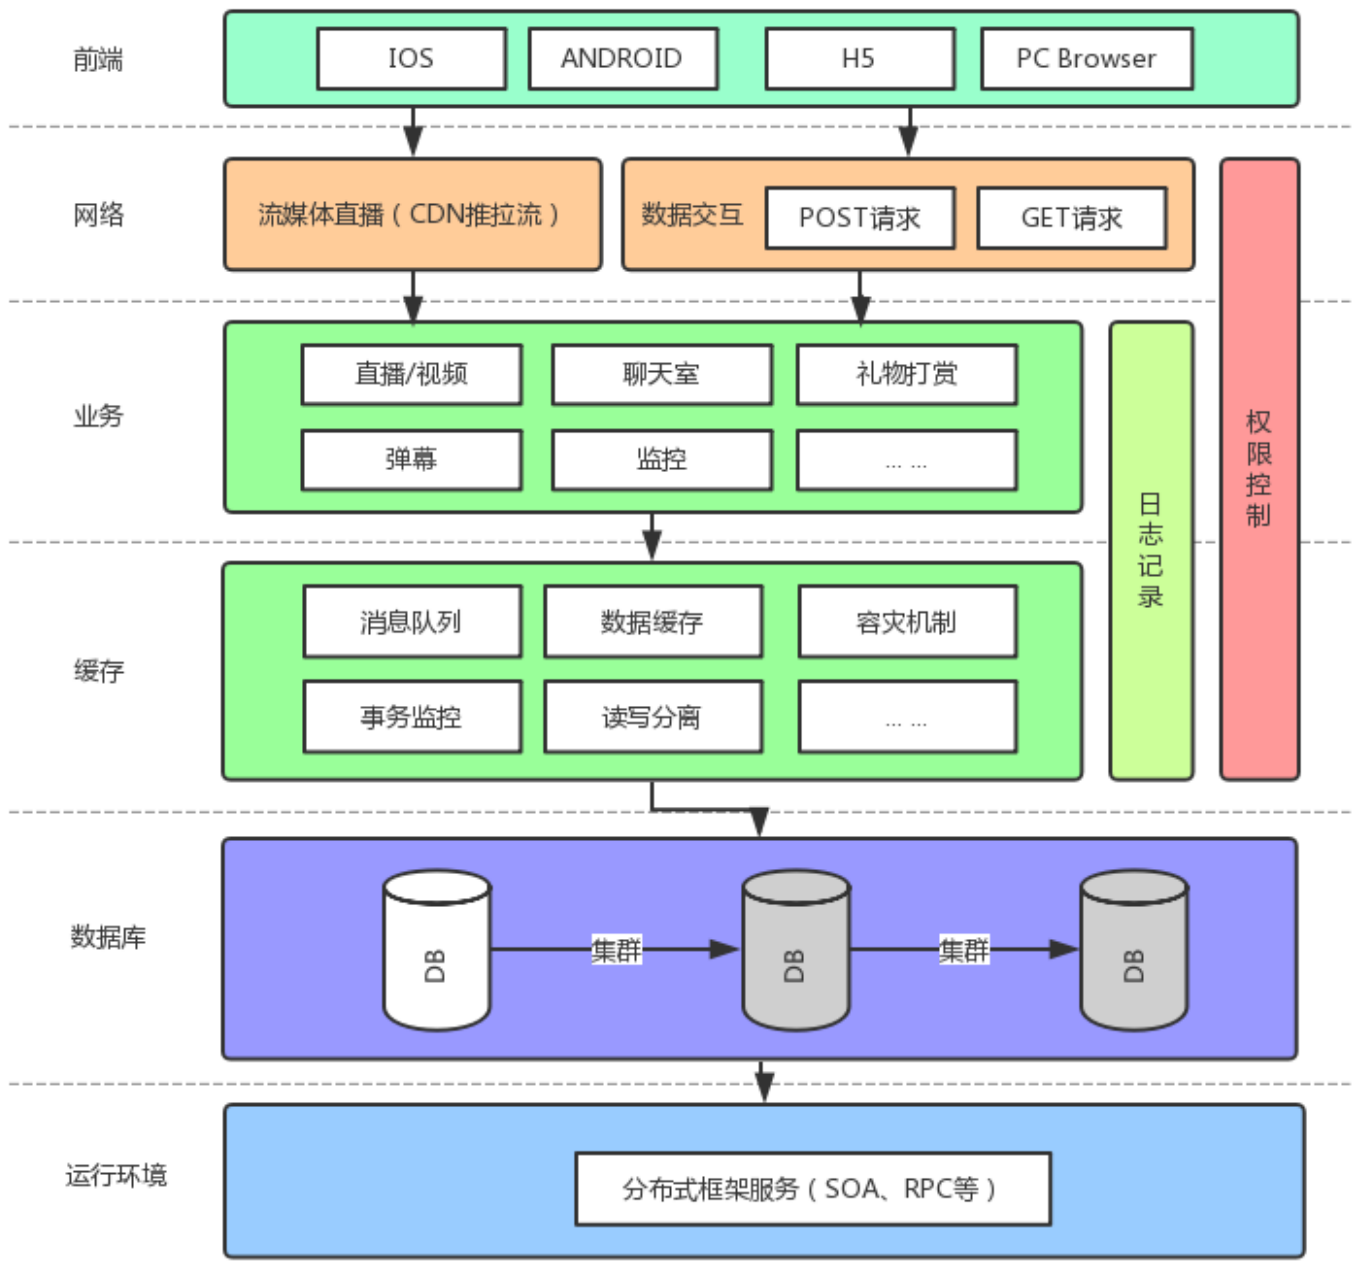 前端
IOS
ANDROID
H5
PC Browser
网络
流媒体直播（CDN推拉流）
数据交互
POST请求
GET请求
业务
直播/视频
聊天室
礼物打赏
弹幕
监控
... ...
日志记录
权限控制
缓存
消息队列
数据缓存
容灾机制
事务监控
读写分离
... ...
数据库
DB
集群
DB
集群
DB
运行环境
分布式框架服务（SOA、RPC等）